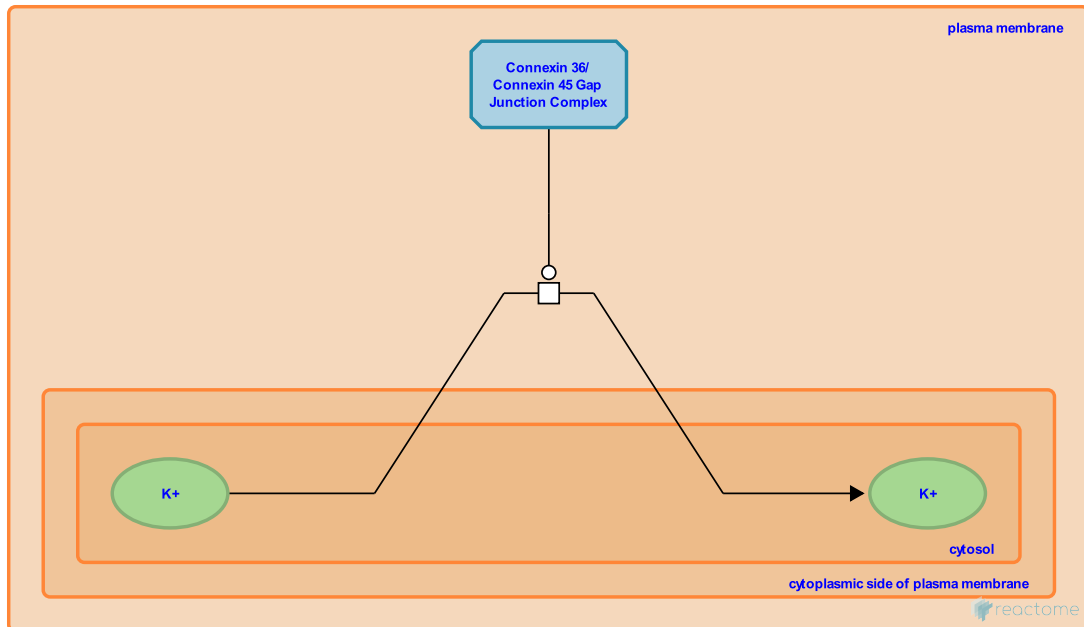 plasma membrane
Connexin 36/
Connexin 45 Gap
Junction Complex
K+
K+
cytosol
cytoplasmic side of plasma membrane
reactome